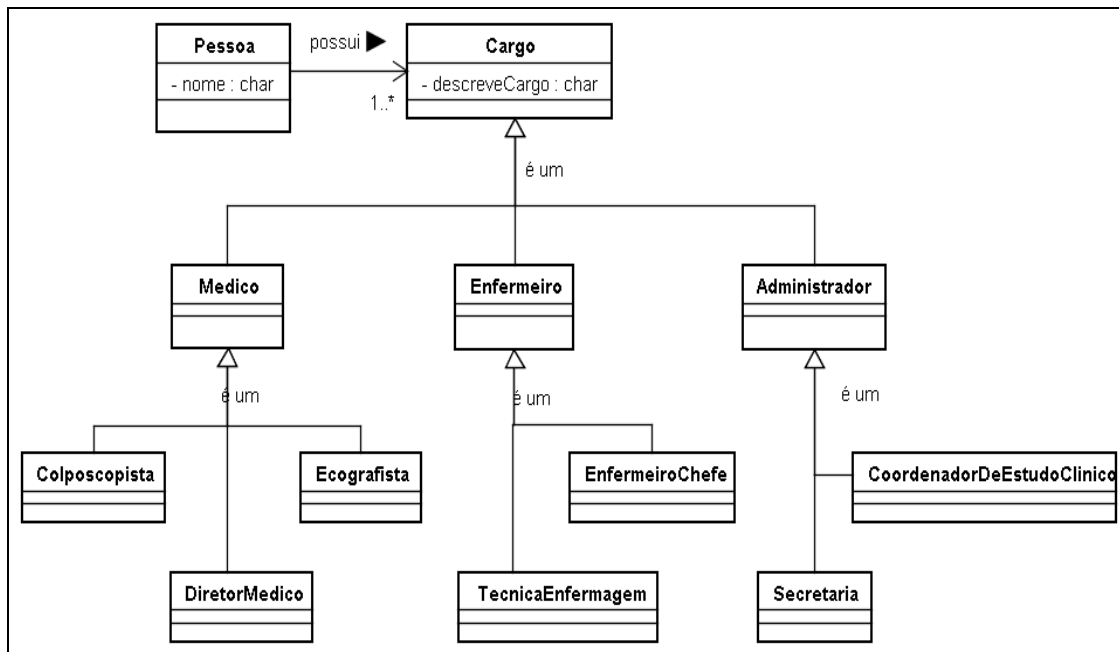 Pessoa
possui ▶
Cargo
- nome : char
- descreveCargo : char
1..*
é um
Medico
Enfermeiro
Administrador
é um
é um
é um
Colposcopista
Ecografista
EnfermeiroChefe
CoordenadorDeEstudoClinico
DiretorMedico
TecnicaEnfermagem
Secretaria